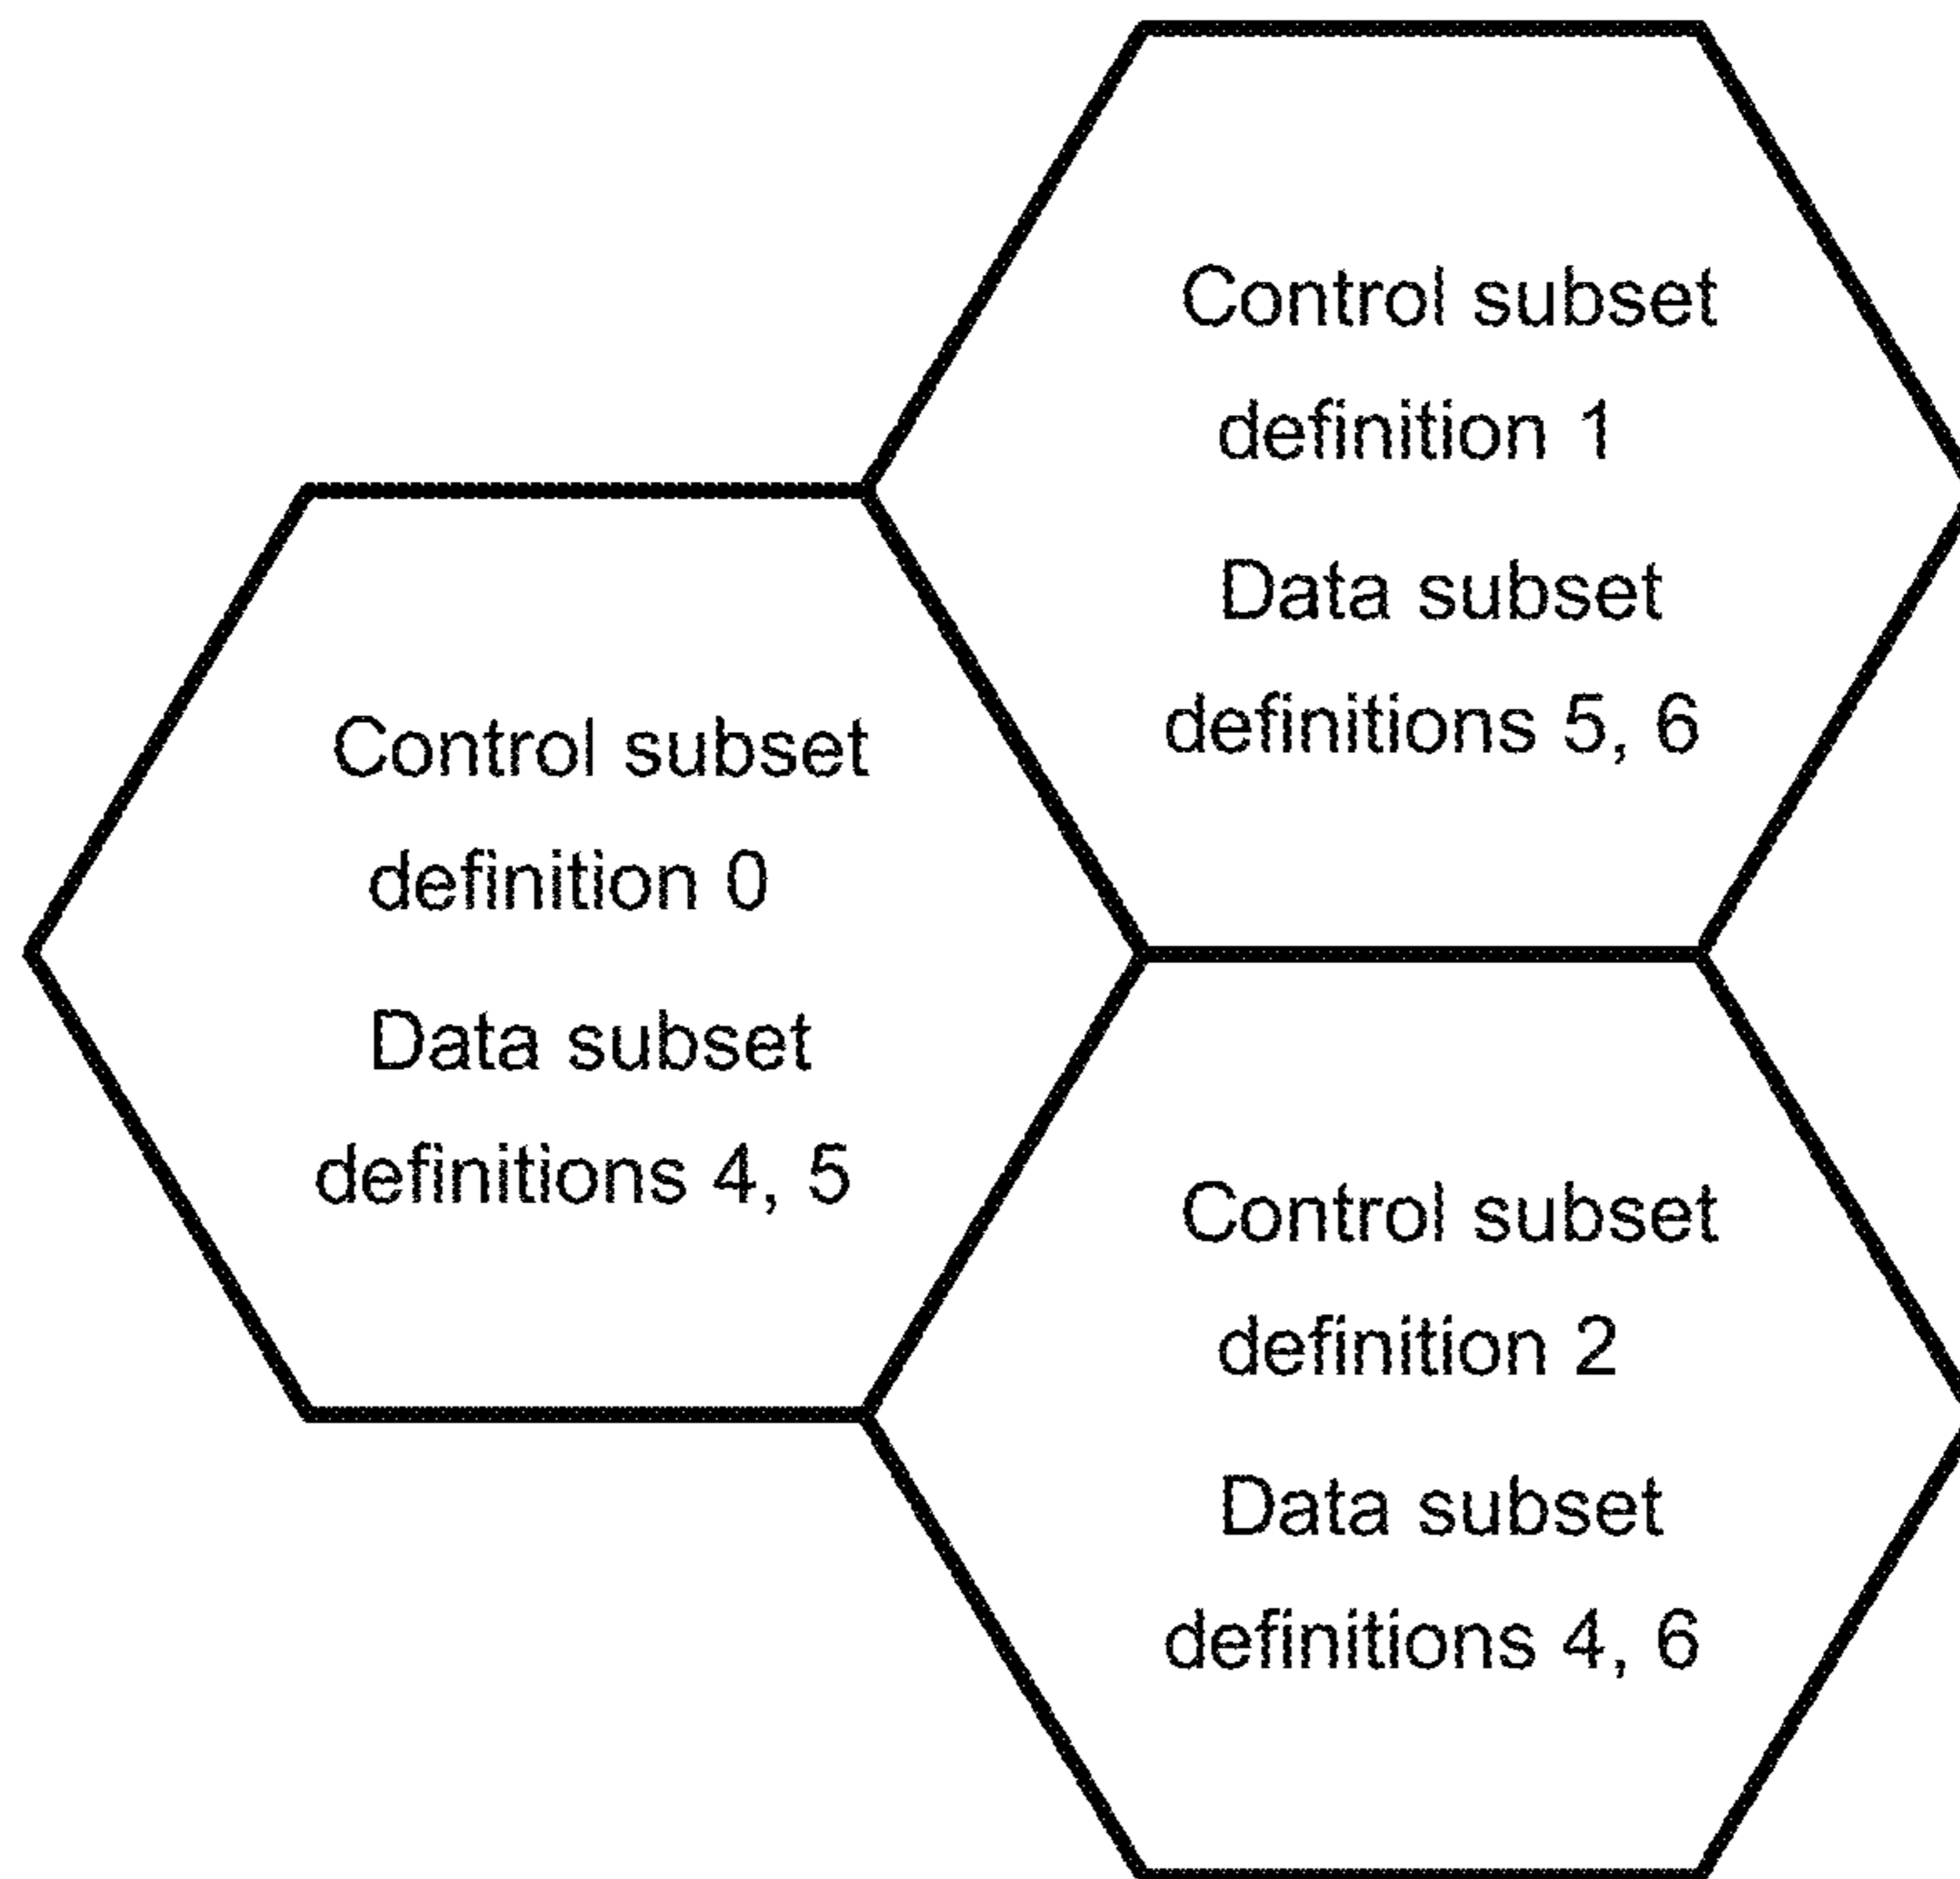 Control subset
definition 1
Data subset
definitions 5, 6
Control subset
definition 0
Data subset
definitions 4, 5
Control subset
definition 2
Data subset
definitions 4, 6